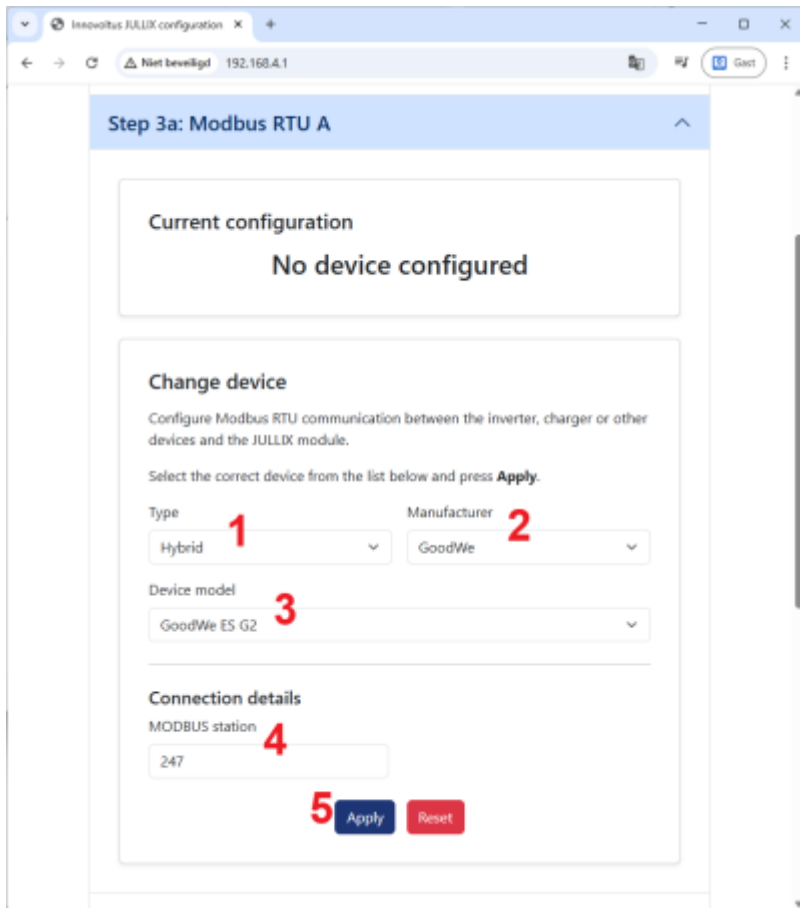 Innovoltus JULLIX configuration
Niet beveiligd 192.168.4.1
Gast
Step 3a: Modbus RTU A
Current configuration
No device configured
Change device
Configure Modbus RTU communication between the inverter, charger or other
devices and the JULLIX module.
Select the correct device from the list below and press Apply.
Type 1
Manufacturer 2
Hybrid
GoodWe
Device model 3
GoodWe ES G2
Connection details
MODBUS station 4
247
5 Apply Reset